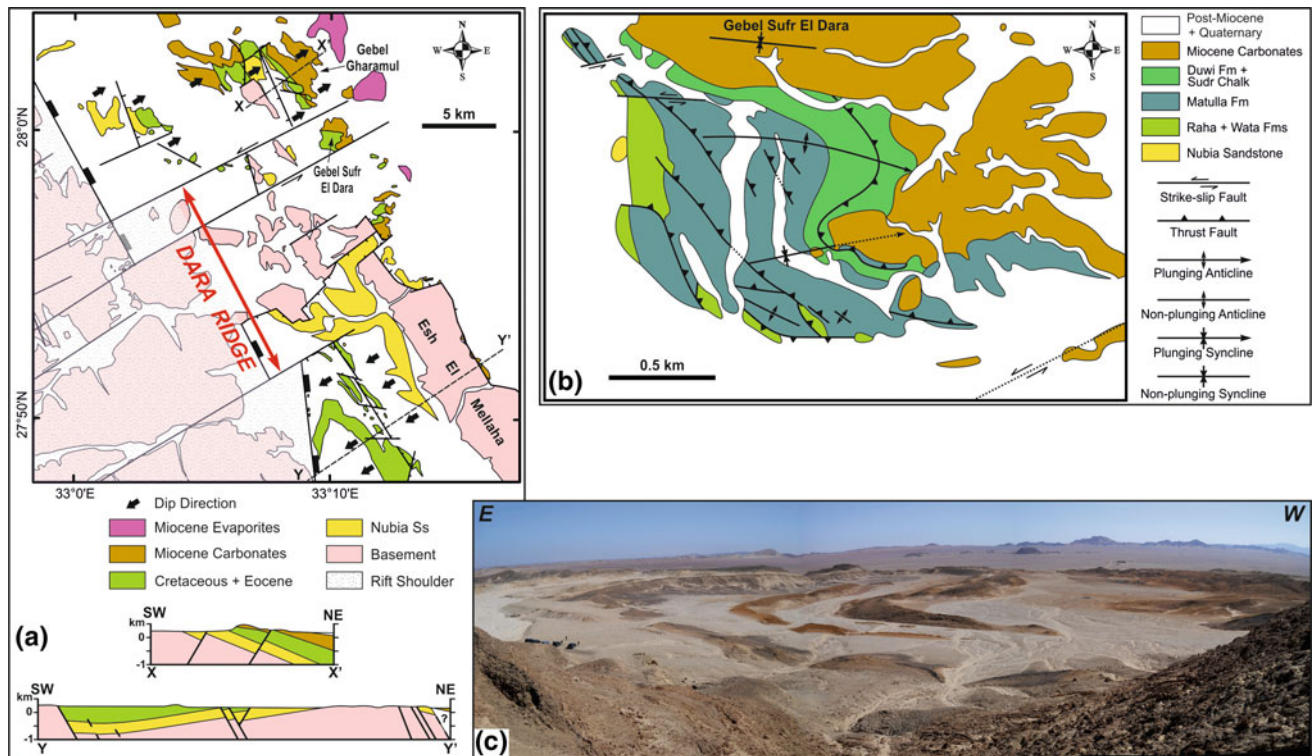 (a)
N
W E
S
X'
Gebel
Gharamul
X
5 km
28°0'N
Gebel Sufr
El Dara
DARA RIDGE
Esh
El
Mellaha
Y'
27°50'N
Y
33°0'E
33°10'E
Dip Direction
Miocene Evaporites
Miocene Carbonates
Cretaceous + Eocene
Nubia Ss
Basement
Rift Shoulder
SW NE
km
0
-1
X X'
SW NE
km
0
-1
?
Y Y'
(b)
Gebel Sufr El Dara
N
W E
S
0.5 km
Post-Miocene
+ Quaternary
Miocene Carbonates
Duwi Fm +
Sudr Chalk
Matulla Fm
Raha + Wata Fms
Nubia Sandstone
Strike-slip Fault
Thrust Fault
Plunging Anticline
Non-plunging Anticline
Plunging Syncline
Non-plunging Syncline
E W
(c)